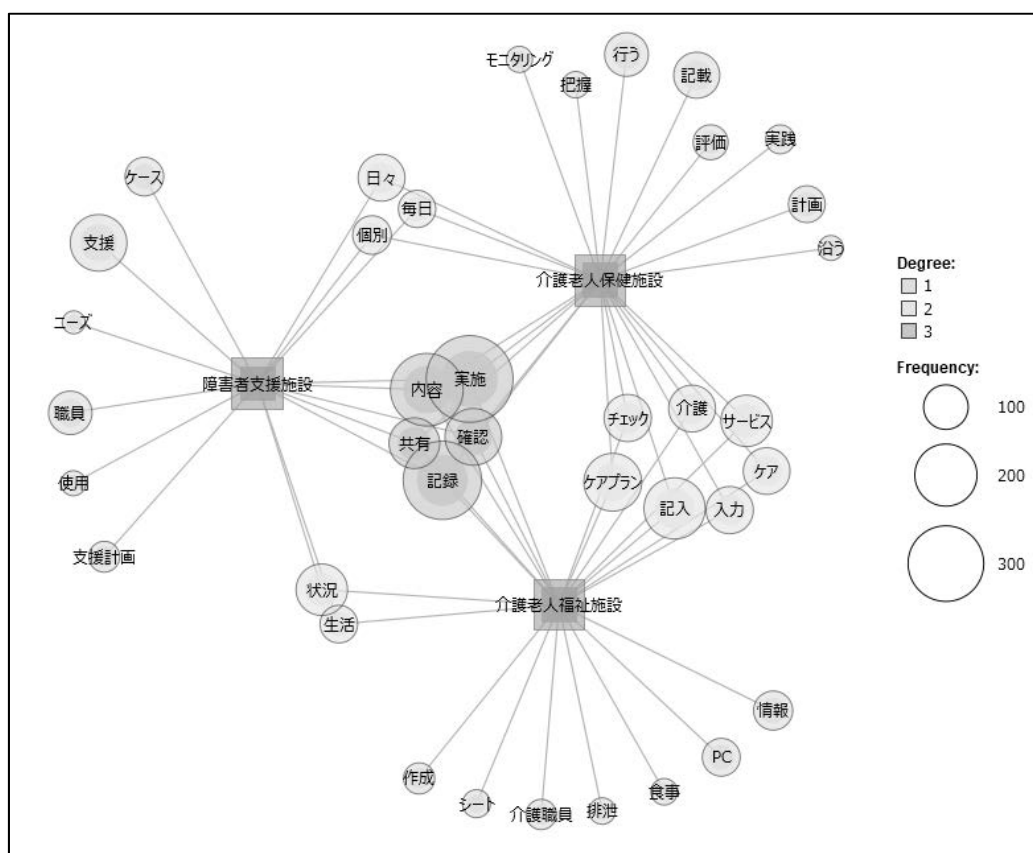 モニタリング
行う
把握
記載
評価
実践
ケース
日々
毎日
計画
支援
個別
沿う
介護老人保健施設
ニーズ
障害者支援施設
実施
内容
職員
チェック
介護
サービス
共有
確認
使用
記録
ケアプラン
ケア
記入
入力
支援計画
状況
生活
介護老人福祉施設
情報
PC
作成
シート
介護職員
排泄
食事
Degree:
1
2
3
Frequency:
100
200
300